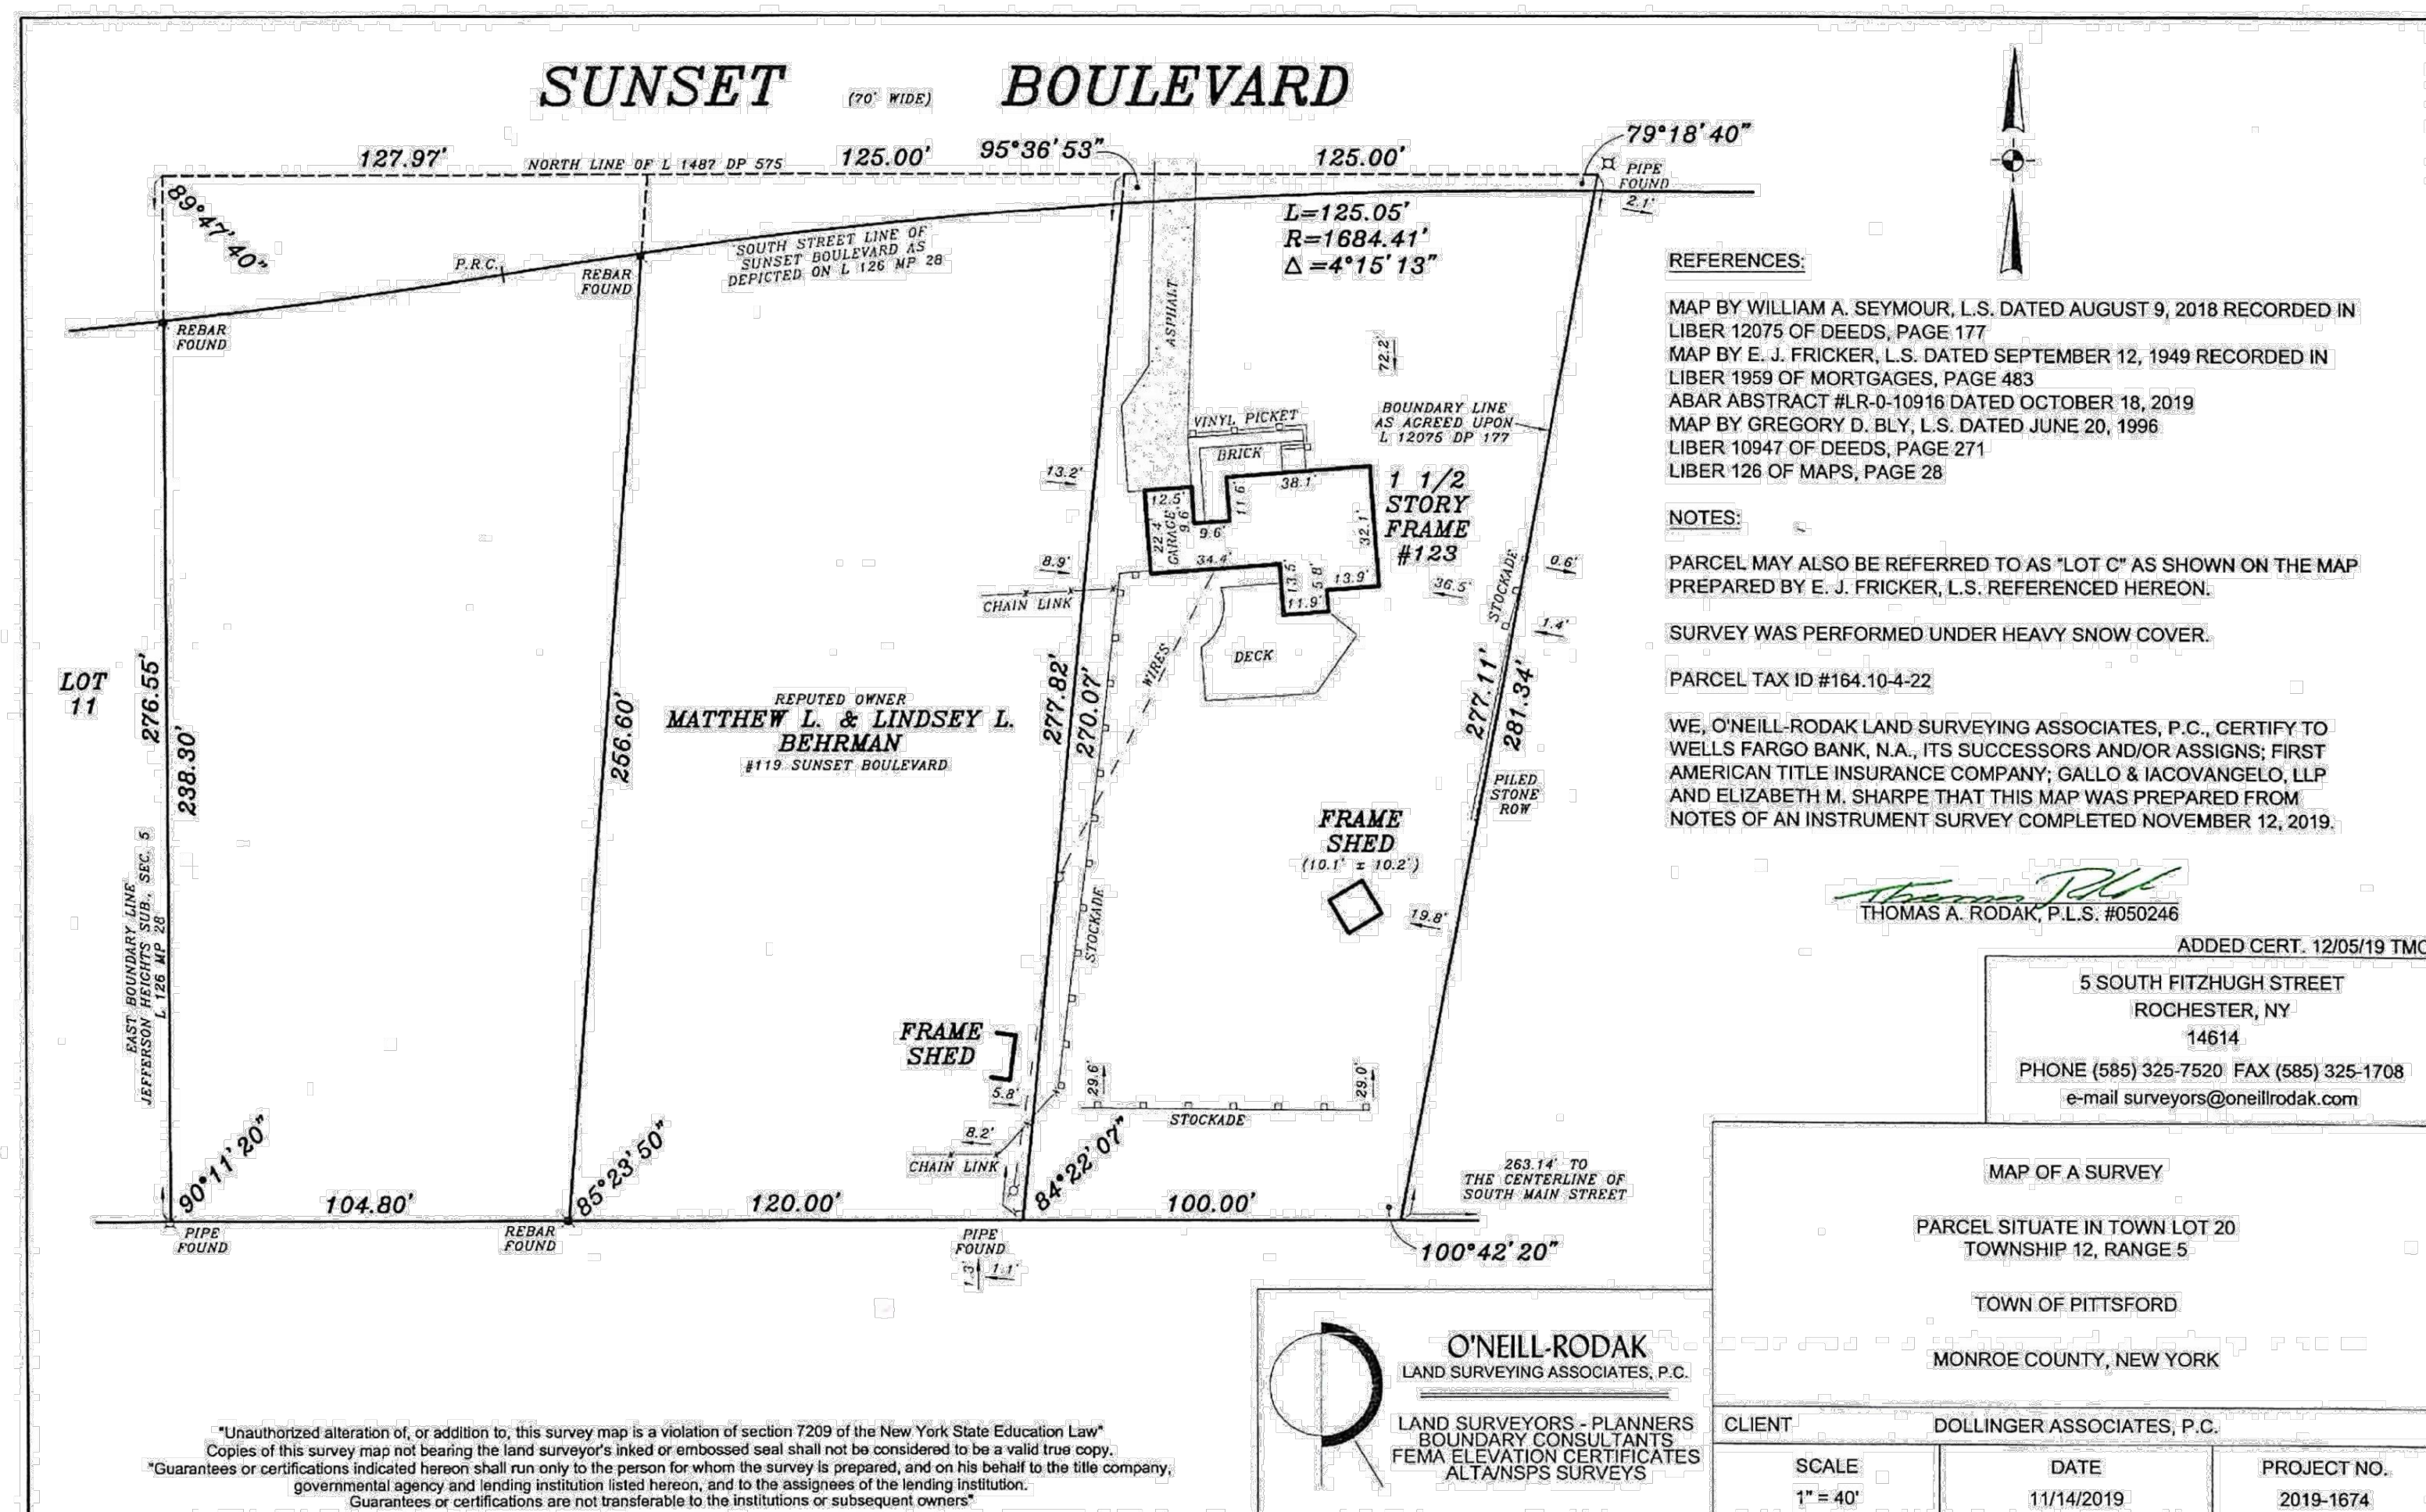 SUNSET (70' WIDE) BOULEVARD
127.97'
NORTH LINE OF L 1487 DP 575
125.00'
95°36'53"
125.00'
79°18'40"
PIPE
FOUND
2.1'
89°47'40"
P.R.C.
REBAR
FOUND
REBAR
FOUND
SOUTH STREET LINE OF
SUNSET BOULEVARD AS
DEPICTED ON L 126 MP 28
L=125.05'
R=1684.41'
Δ=4°15'13"
ASPHALT
72.2'
VINYL PICKET
BRICK
BOUNDARY LINE
AS AGREED UPON
L 12075 DP 177
13.2'
12.5'
22.4'
GARAGE
9.6'
9.6'
11.6'
38.1'
32.1'
34.4'
13.5'
5.8'
13.9'
11.9'
1 1/2
STORY
FRAME
#123
8.9'
CHAIN LINK
36.5'
STOCKADE
0.6'
1.4'
DECK
WIRES
LOT
11
276.55'
238.30'
256.60'
REPUTED OWNER
MATTHEW L. & LINDSEY L.
BEHRMAN
#119 SUNSET BOULEVARD
277.82'
270.07'
277.11'
281.34'
PILED
STONE
ROW
FRAME
SHED
(10.1' x 10.2')
19.8'
STOCKADE
EAST BOUNDARY LINE
JEFFERSON HEIGHTS SUB., SEC. 5
L 126 MP 28
FRAME
SHED
5.8'
8.2'
CHAIN LINK
29.6'
29.0'
STOCKADE
90°11'20"
104.80'
85°23'50"
120.00'
84°22'07"
100.00'
263.14' TO
THE CENTERLINE OF
SOUTH MAIN STREET
100°42'20"
PIPE
FOUND
REBAR
FOUND
PIPE
FOUND
1.3'
1.1'
REFERENCES:
MAP BY WILLIAM A. SEYMOUR, L.S. DATED AUGUST 9, 2018 RECORDED IN
LIBER 12075 OF DEEDS, PAGE 177
MAP BY E. J. FRICKER, L.S. DATED SEPTEMBER 12, 1949 RECORDED IN
LIBER 1959 OF MORTGAGES, PAGE 483
ABAR ABSTRACT #LR-0-10916 DATED OCTOBER 18, 2019
MAP BY GREGORY D. BLY, L.S. DATED JUNE 20, 1996
LIBER 10947 OF DEEDS, PAGE 271
LIBER 126 OF MAPS, PAGE 28
NOTES:
PARCEL MAY ALSO BE REFERRED TO AS "LOT C" AS SHOWN ON THE MAP
PREPARED BY E. J. FRICKER, L.S. REFERENCED HEREON.
SURVEY WAS PERFORMED UNDER HEAVY SNOW COVER.
PARCEL TAX ID #164.10-4-22
WE, O'NEILL-RODAK LAND SURVEYING ASSOCIATES, P.C., CERTIFY TO
WELLS FARGO BANK, N.A., ITS SUCCESSORS AND/OR ASSIGNS; FIRST
AMERICAN TITLE INSURANCE COMPANY; GALLO & IACOVANGELO, LLP
AND ELIZABETH M. SHARPE THAT THIS MAP WAS PREPARED FROM
NOTES OF AN INSTRUMENT SURVEY COMPLETED NOVEMBER 12, 2019.
THOMAS A. RODAK, P.L.S. #050246
ADDED CERT. 12/05/19
5 SOUTH FITZHUGH STREET
ROCHESTER, NY
14614
PHONE (585) 325-7520 FAX (585) 325-1708
e-mail surveyors@oneillrodak.com
MAP OF A SURVEY
PARCEL SITUATE IN TOWN LOT 20
TOWNSHIP 12, RANGE 5
TOWN OF PITTSFORD
MONROE COUNTY, NEW YORK
O'NEILL-RODAK
LAND SURVEYING ASSOCIATES, P.C.
LAND SURVEYORS - PLANNERS
BOUNDARY CONSULTANTS
FEMA ELEVATION CERTIFICATES
ALTA/NSPS SURVEYS
CLIENT DOLLINGER ASSOCIATES, P.C.
SCALE
1" = 40'
DATE
11/14/2019
PROJECT NO.
2019-1674
"Unauthorized alteration of, or addition to, this survey map is a violation of section 7209 of the New York State Education Law"
Copies of this survey map not bearing the land surveyor's inked or embossed seal shall not be considered to be a valid true copy.
"Guarantees or certifications indicated hereon shall run only to the person for whom the survey is prepared, and on his behalf to the title company,
governmental agency and lending institution listed hereon, and to the assignees of the lending institution.
Guarantees or certifications are not transferable to the institutions or subsequent owners"